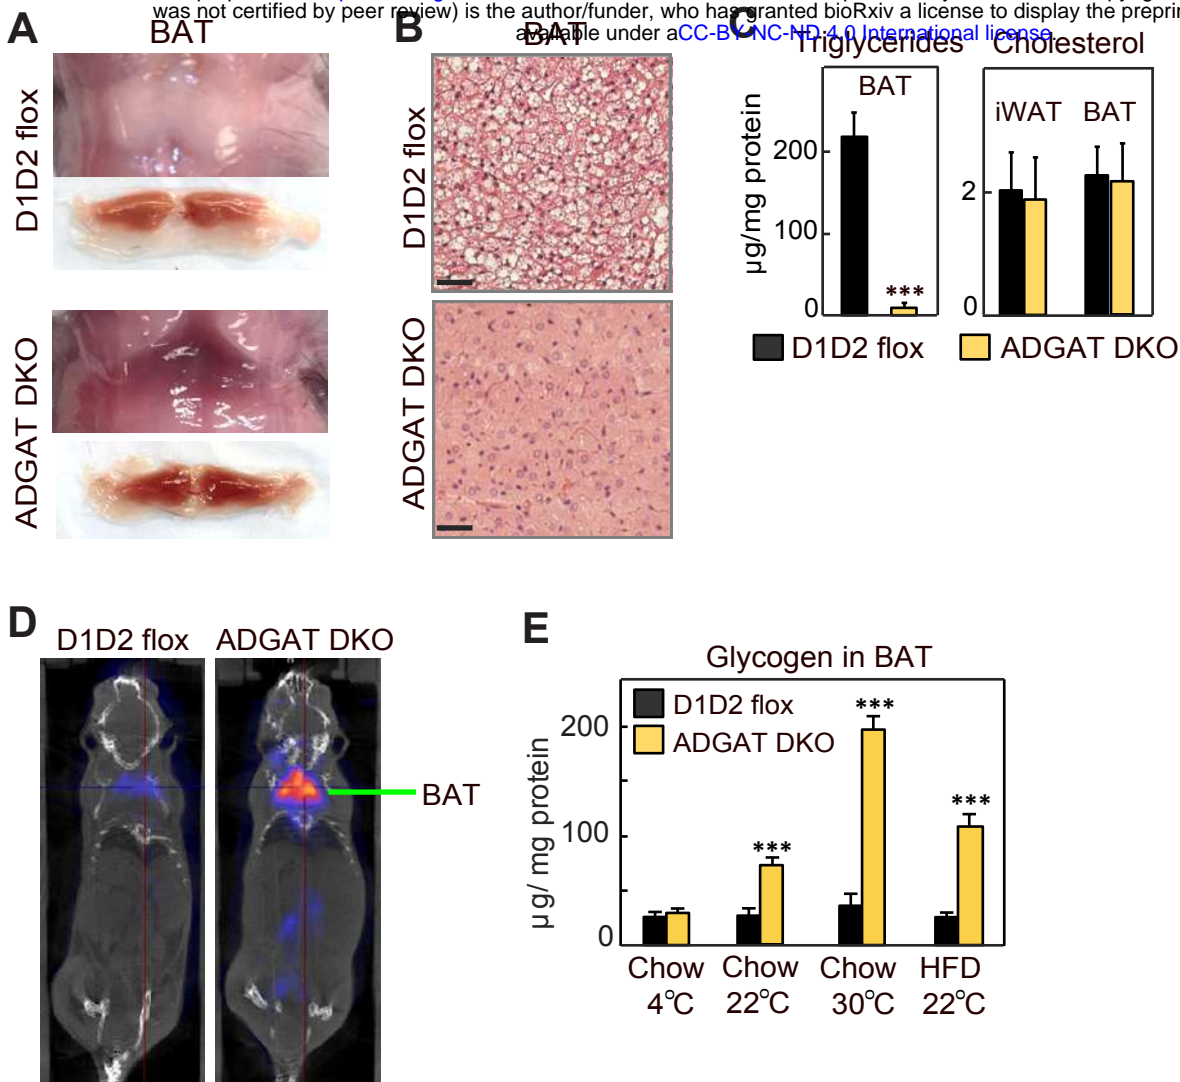 was not certified by peer review) is the author/funder, who has granted bioRxiv a license to display the preprint
available under aCC-BY-NC-ND 4.0 International license.
A
BAT
D1D2 flox
ADGAT DKO
B
BAT
D1D2 flox
ADGAT DKO
C
Triglycerides
Cholesterol
BAT
iWAT BAT
µg/mg protein
200
100
0
***
2
0
D1D2 flox
ADGAT DKO
D
D1D2 flox
ADGAT DKO
BAT
E
Glycogen in BAT
D1D2 flox
ADGAT DKO
µg/ mg protein
200
100
0
***
***
***
Chow Chow Chow HFD
4°C 22°C 30°C 22°C